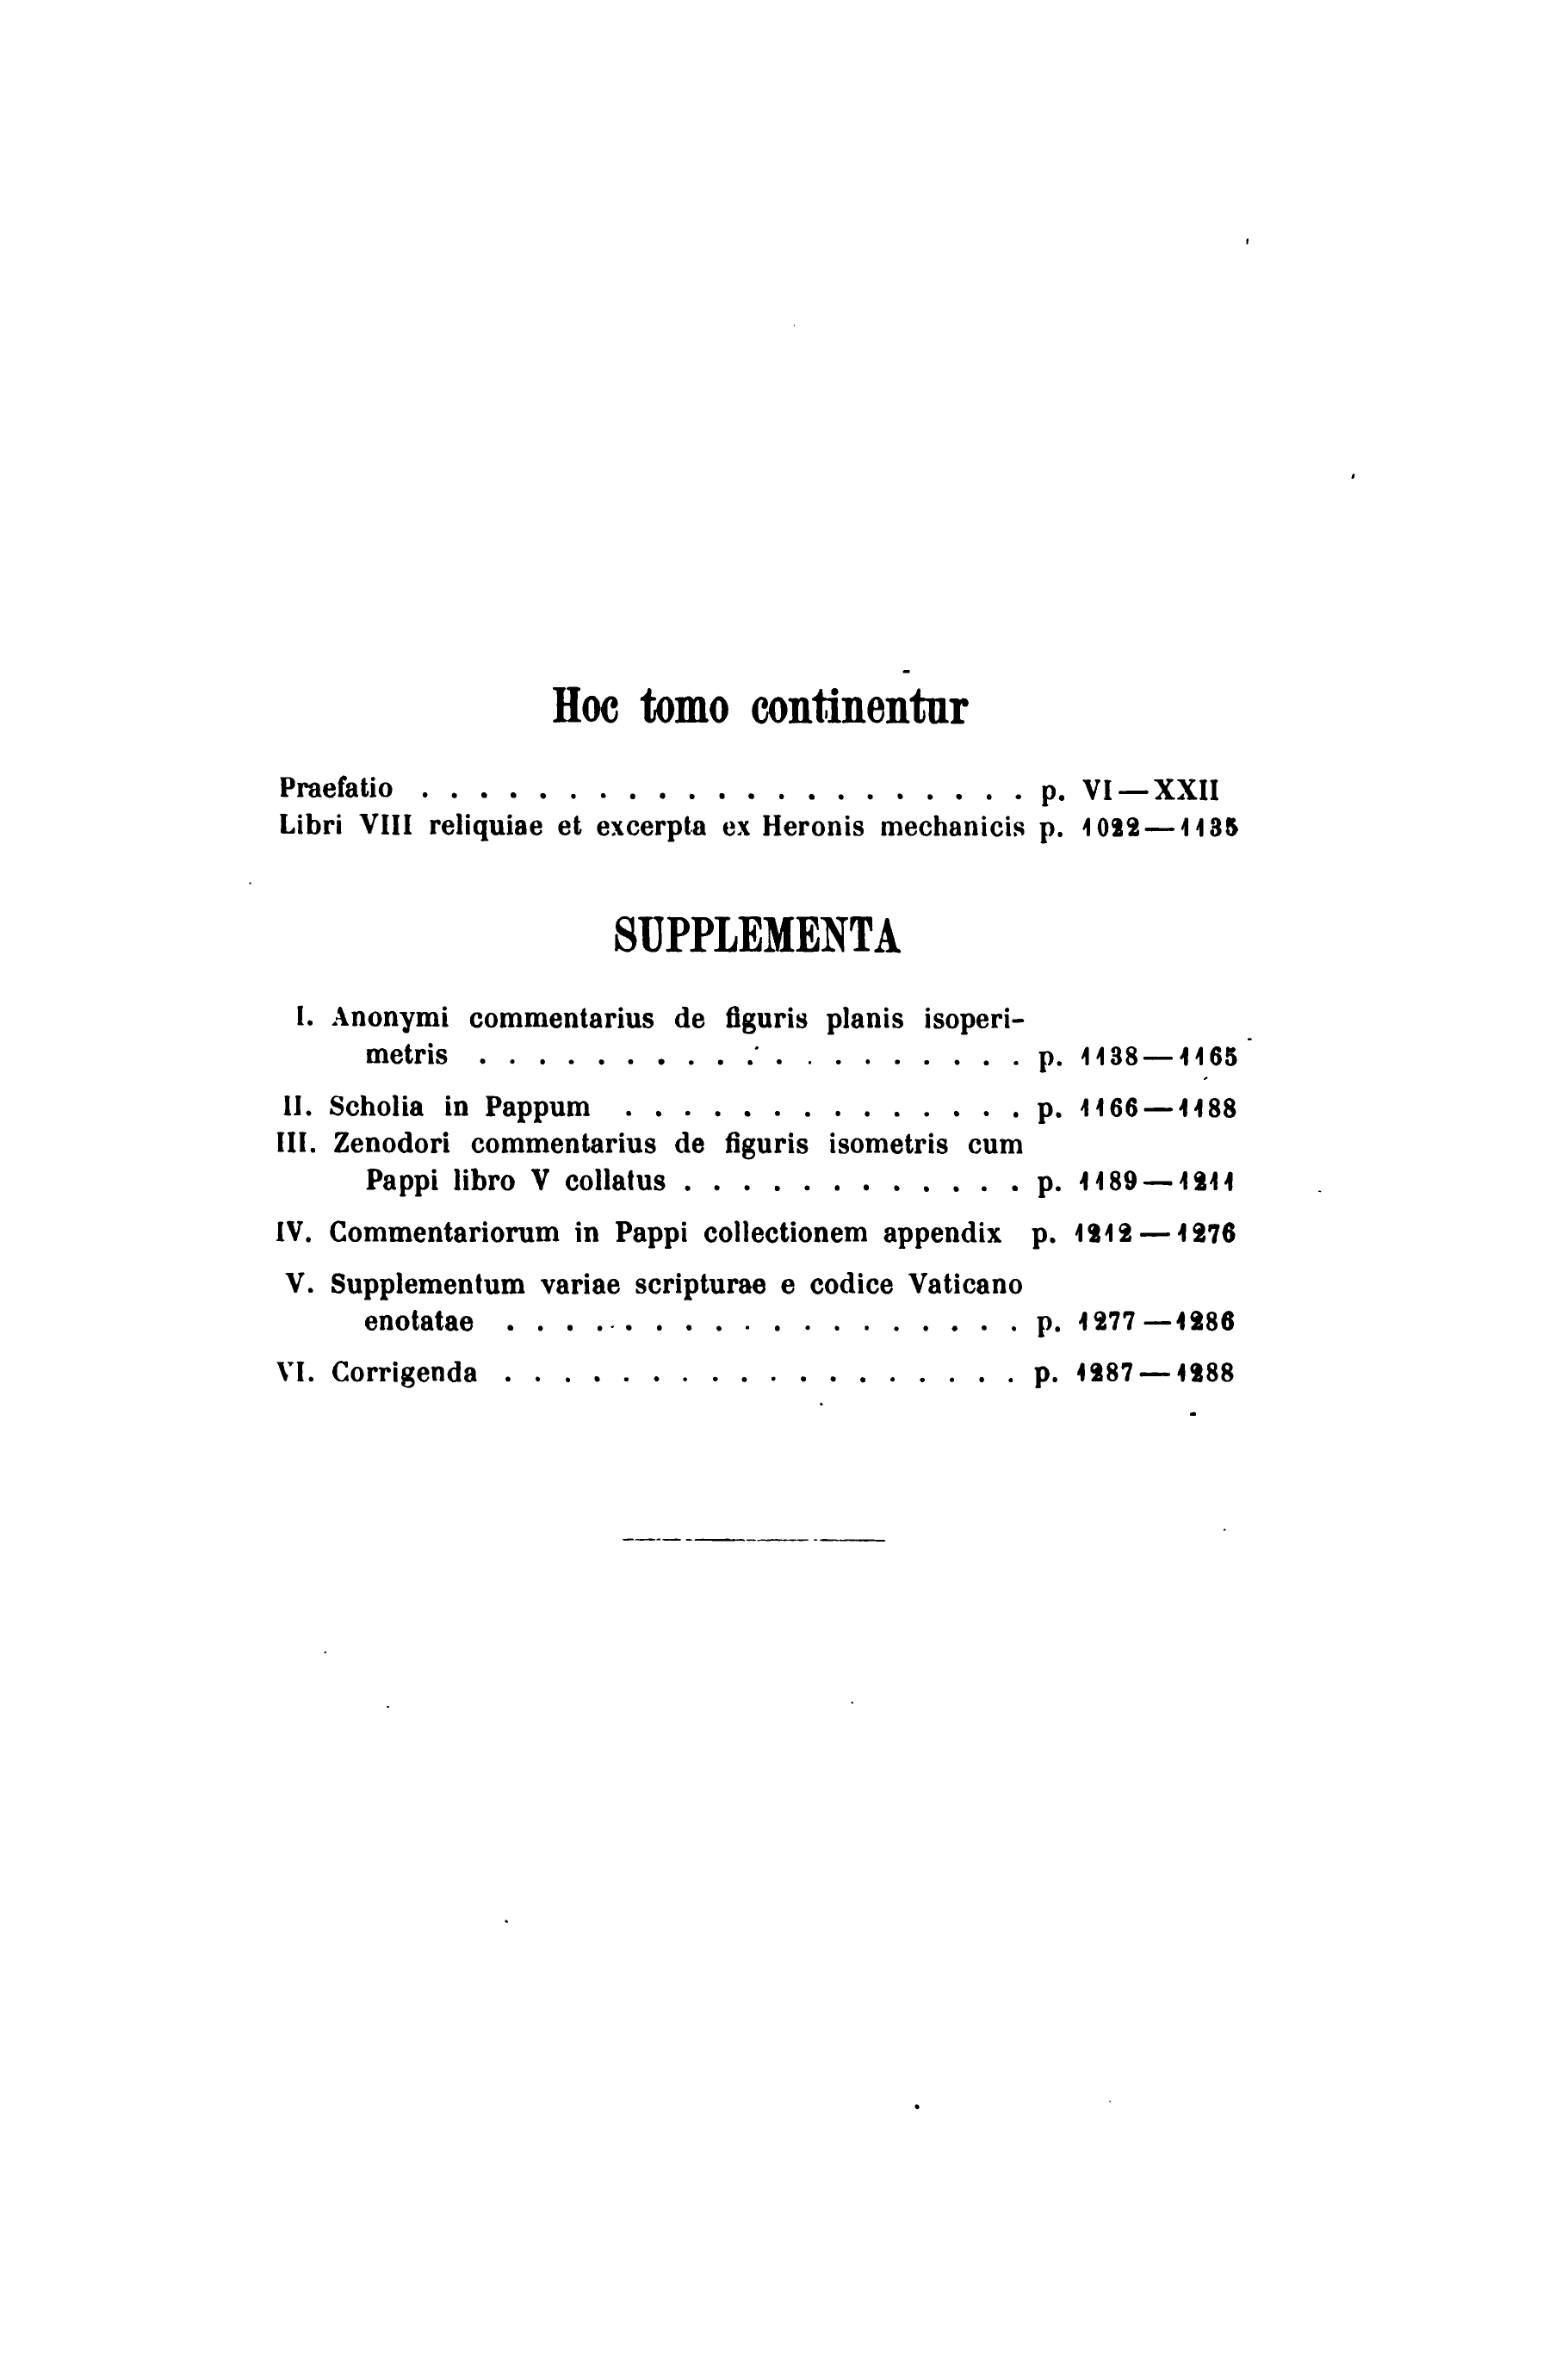 Hoc tomo continentur
Praefatio . . . . . . . . . . . . . . . . . . . . . p. VI—XXII
Libri VIII reliquiae et excerpta ex Heronis mechanicis p. 1022—1135
SUPPLEMENTA
I. Anonymi commentarius de figuris planis isoperi-
metris . . . . . . . . . . . . . . . . . . . p. 1138—1165
II. Scholia in Pappum . . . . . . . . . . . . . . p. 1166—1188
III. Zenodori commentarius de figuris isometris cum
Pappi libro V collatus . . . . . . . . . . . . p. 1189—1211
IV. Commentariorum in Pappi collectionem appendix p. 1212—1276
V. Supplementum variae scripturae e codice Vaticano
enotatae . . . . . . . . . . . . . . . . . . p. 1277—1286
VI. Corrigenda . . . . . . . . . . . . . . . . . . p. 1287—1288